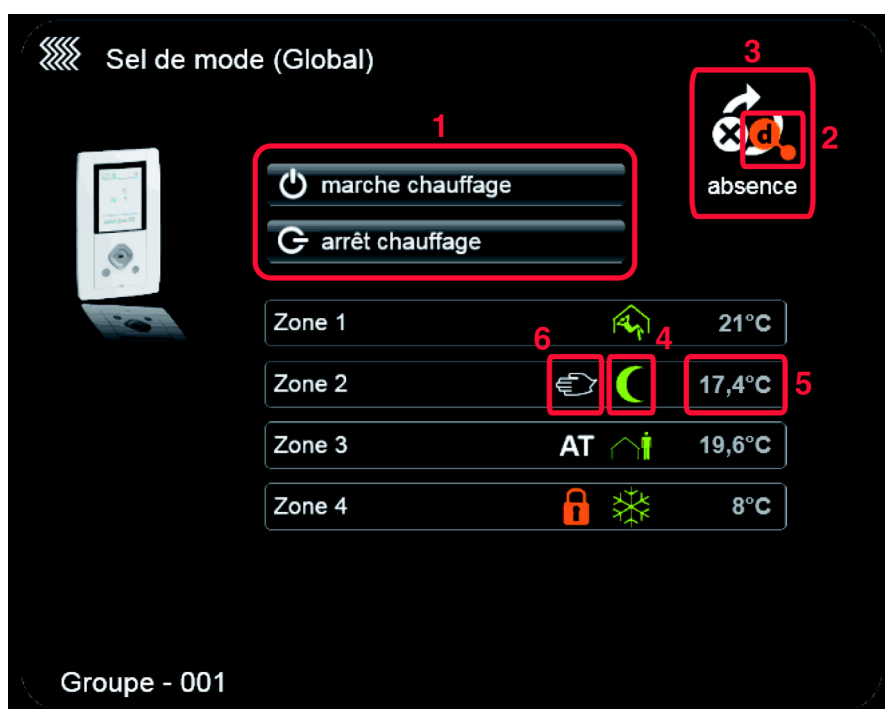 Sel de mode (Global)
3
1
d
2
marche chauffage
absence
arrêt chauffage
Zone 1
21°C
6
4
Zone 2
17,4°C
5
Zone 3
AT
19,6°C
Zone 4
8°C
Groupe - 001